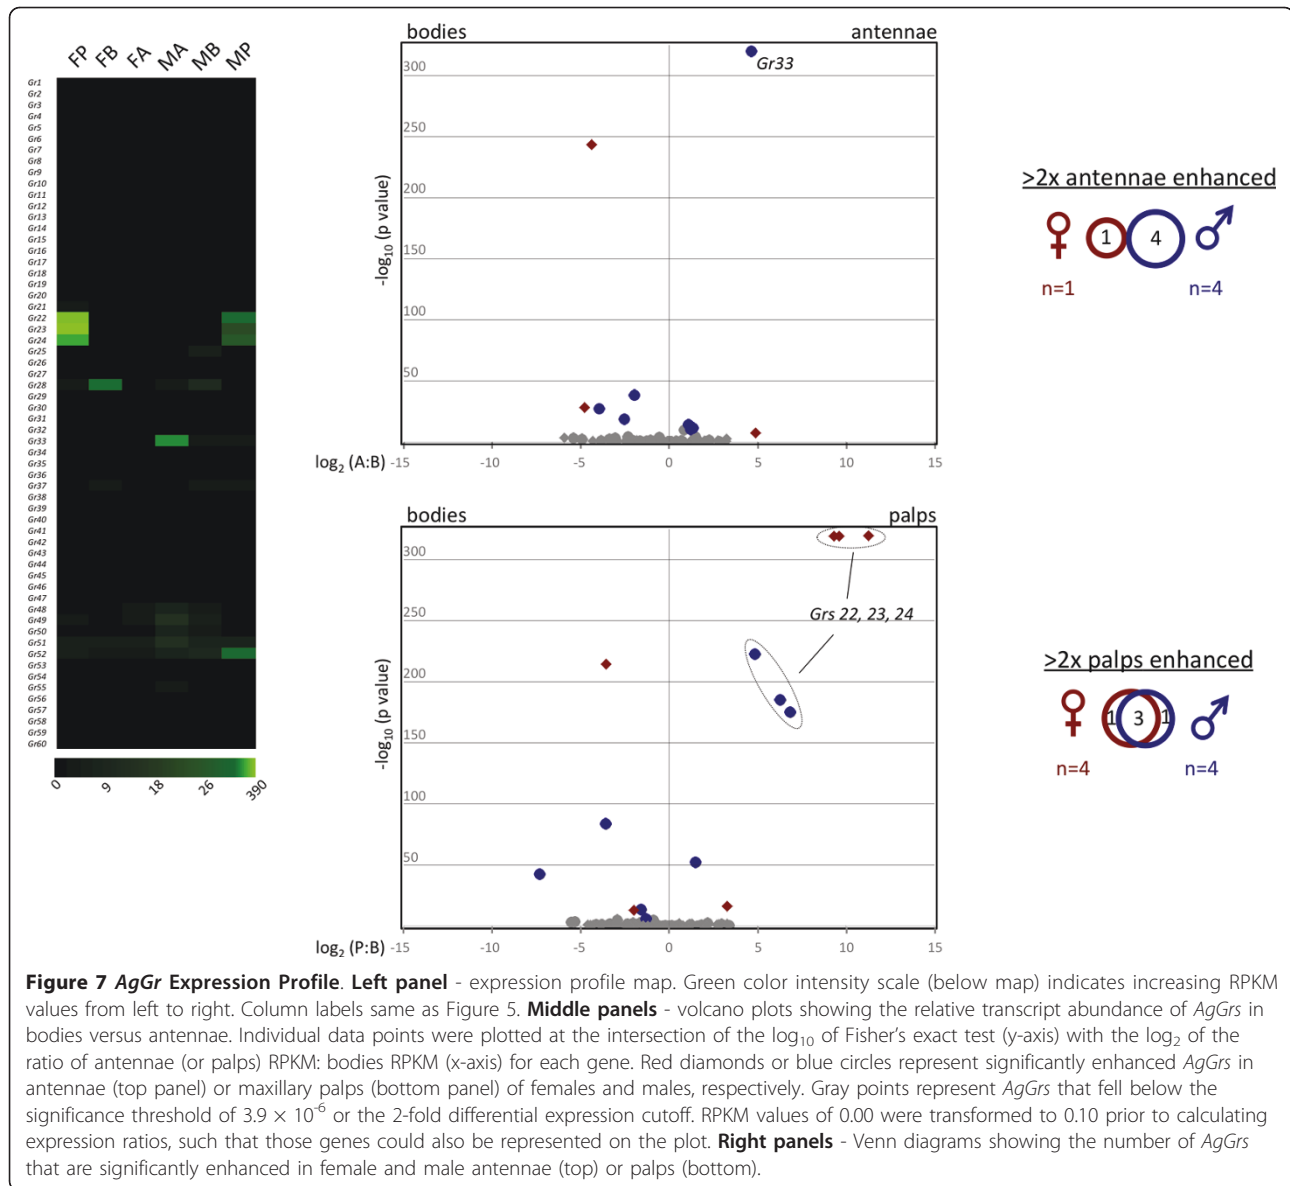 FP FB FA MA MB MP
Gr1
Gr2
Gr3
Gr4
Gr5
Gr6
Gr7
Gr8
Gr9
Gr10
Gr11
Gr12
Gr13
Gr14
Gr15
Gr16
Gr17
Gr18
Gr19
Gr20
Gr21
Gr22
Gr23
Gr24
Gr25
Gr26
Gr27
Gr28
Gr29
Gr30
Gr31
Gr32
Gr33
Gr34
Gr35
Gr36
Gr37
Gr38
Gr39
Gr40
Gr41
Gr42
Gr43
Gr44
Gr45
Gr46
Gr47
Gr48
Gr49
Gr50
Gr51
Gr52
Gr53
Gr54
Gr55
Gr56
Gr57
Gr58
Gr59
Gr60
0 9 18 26 390
bodies antennae
300
250
200
150
100
50
Gr33
-log10 (p value)
log2 (A:B) -15 -10 -5 0 5 10 15
bodies palps
300
250
200
150
100
50
Grs 22, 23, 24
-log10 (p value)
log2 (P:B) -15 -10 -5 0 5 10 15
>2x antennae enhanced
♀ 1 4 ♂
n=1 n=4
>2x palps enhanced
♀ 1 3 1 ♂
n=4 n=4
Figure 7 AgGr Expression Profile. Left panel - expression profile map. Green color intensity scale (below map) indicates increasing RPKM
values from left to right. Column labels same as Figure 5. Middle panels - volcano plots showing the relative transcript abundance of AgGrs in
bodies versus antennae. Individual data points were plotted at the intersection of the log10 of Fisher's exact test (y-axis) with the log2 of the
ratio of antennae (or palps) RPKM: bodies RPKM (x-axis) for each gene. Red diamonds or blue circles represent significantly enhanced AgGrs in
antennae (top panel) or maxillary palps (bottom panel) of females and males, respectively. Gray points represent AgGrs that fell below the
significance threshold of 3.9 × 10-6 or the 2-fold differential expression cutoff. RPKM values of 0.00 were transformed to 0.10 prior to calculating
expression ratios, such that those genes could also be represented on the plot. Right panels - Venn diagrams showing the number of AgGrs
that are significantly enhanced in female and male antennae (top) or palps (bottom).